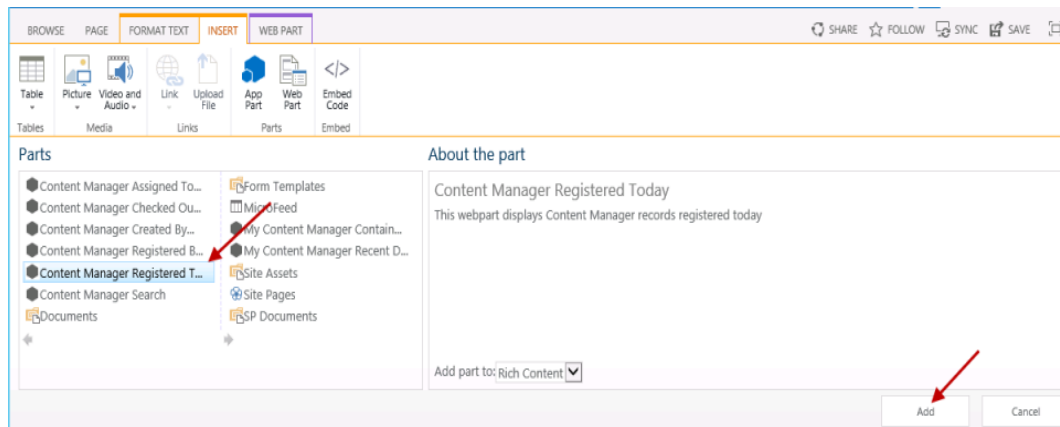 BROWSE PAGE FORMAT TEXT INSERT WEB PART SHARE FOLLOW SYNC SAVE
Table Picture Video and Audio Link Upload File App Part Web Part Embed Code
Tables Media Links Parts Embed
Parts
Content Manager Assigned To...
Content Manager Checked Ou...
Content Manager Created By...
Content Manager Registered B...
Content Manager Registered T...
Content Manager Search
Documents
Form Templates
MicroFeed
My Content Manager Contain...
My Content Manager Recent D...
Site Assets
Site Pages
SP Documents
About the part
Content Manager Registered Today
This webpart displays Content Manager records registered today
Add part to: Rich Content
Add Cancel